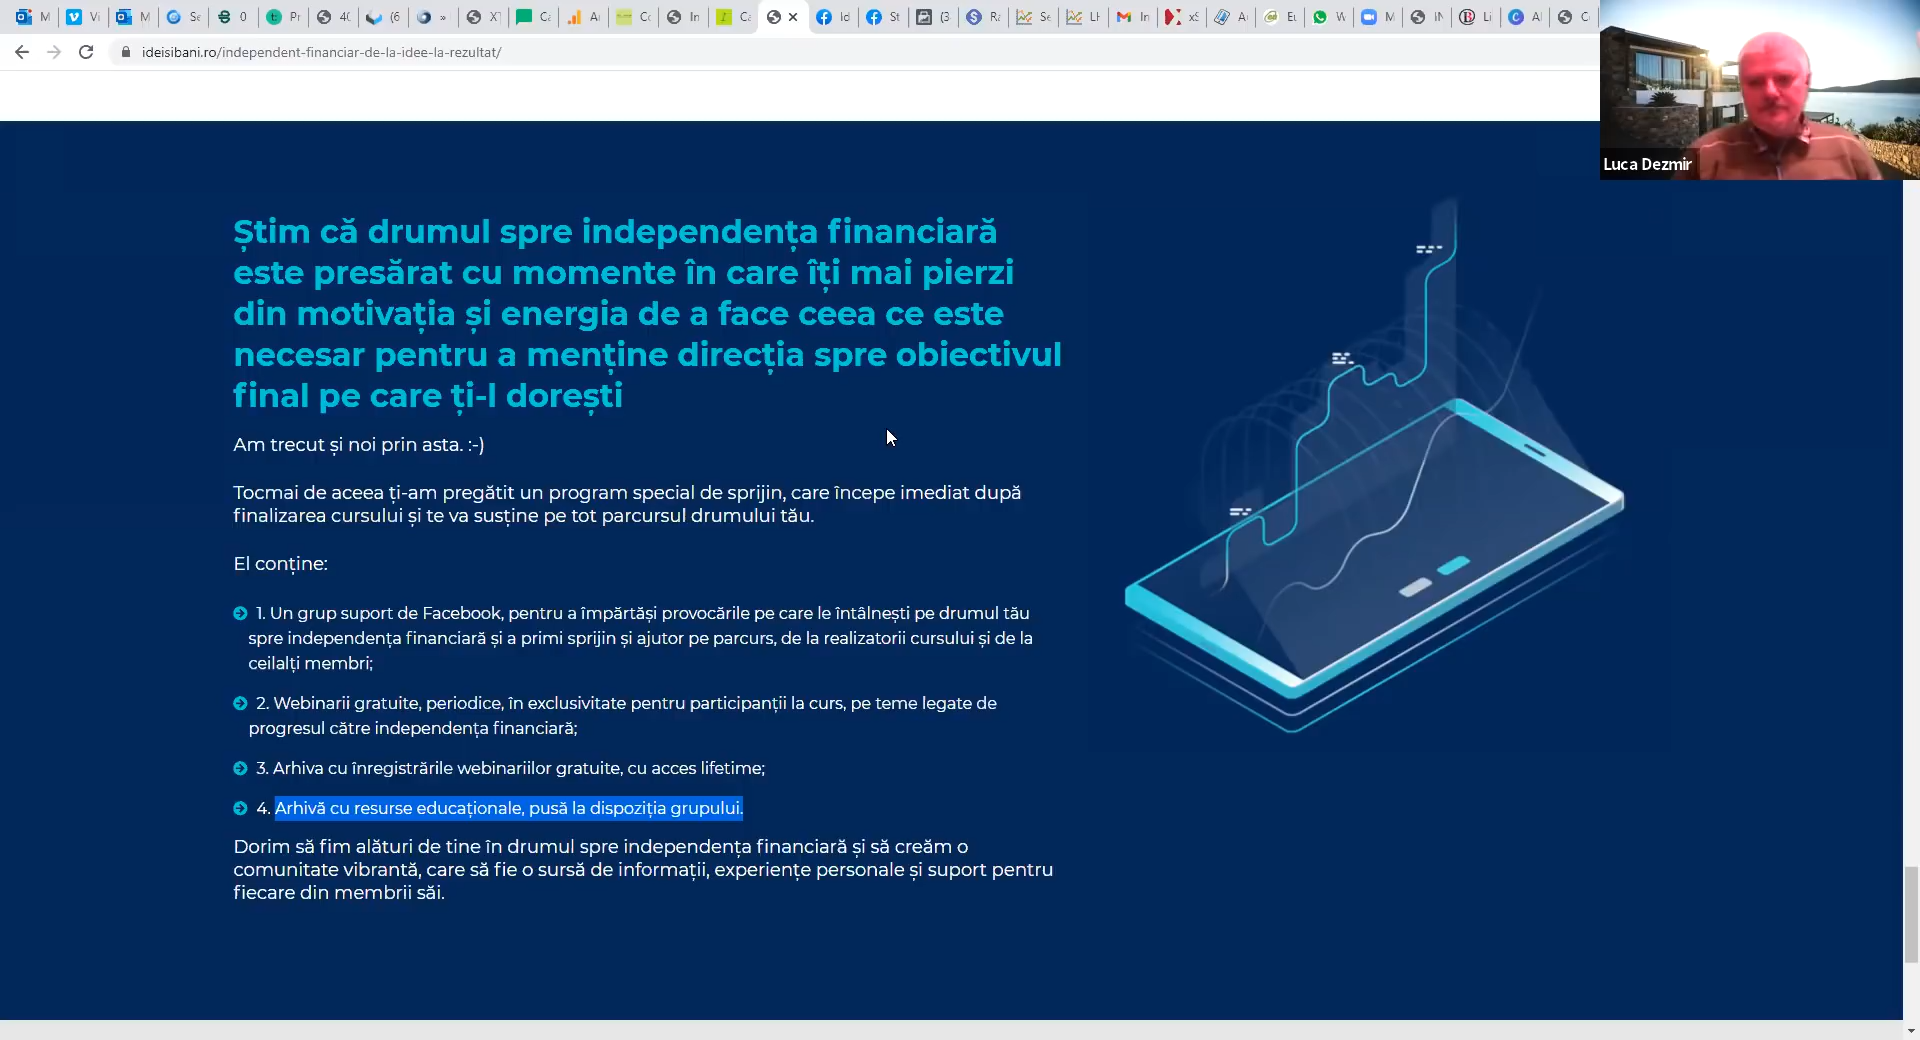 ideisibani.ro/independent-financiar-de-la-idee-la-rezultat/
Luca Dezmir
Știm că drumul spre independența financiară
este presărat cu momente în care îți mai pierzi
din motivația și energia de a face ceea ce este
necesar pentru a menține direcția spre obiectivul
final pe care ți-l dorești
Am trecut și noi prin asta. :-)
Tocmai de aceea ți-am pregătit un program special de sprijin, care începe imediat după
finalizarea cursului și te va susține pe tot parcursul drumului tău.
El conține:
1. Un grup suport de Facebook, pentru a împărtăși provocările pe care le întâlnești pe drumul tău
spre independența financiară și a primi sprijin și ajutor pe parcurs, de la realizatorii cursului și de la
ceilalți membri;
2. Webinarii gratuite, periodice, în exclusivitate pentru participanții la curs, pe teme legate de
progresul către independența financiară;
3. Arhiva cu înregistrările webinariilor gratuite, cu acces lifetime;
4. Arhivă cu resurse educaționale, pusă la dispoziția grupului.
Dorim să fim alături de tine în drumul spre independența financiară și să creăm o
comunitate vibrantă, care să fie o sursă de informații, experiențe personale și suport pentru
fiecare din membrii săi.